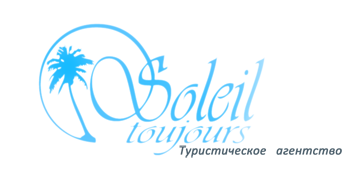 Soleil
toujours
Туристическое агентство